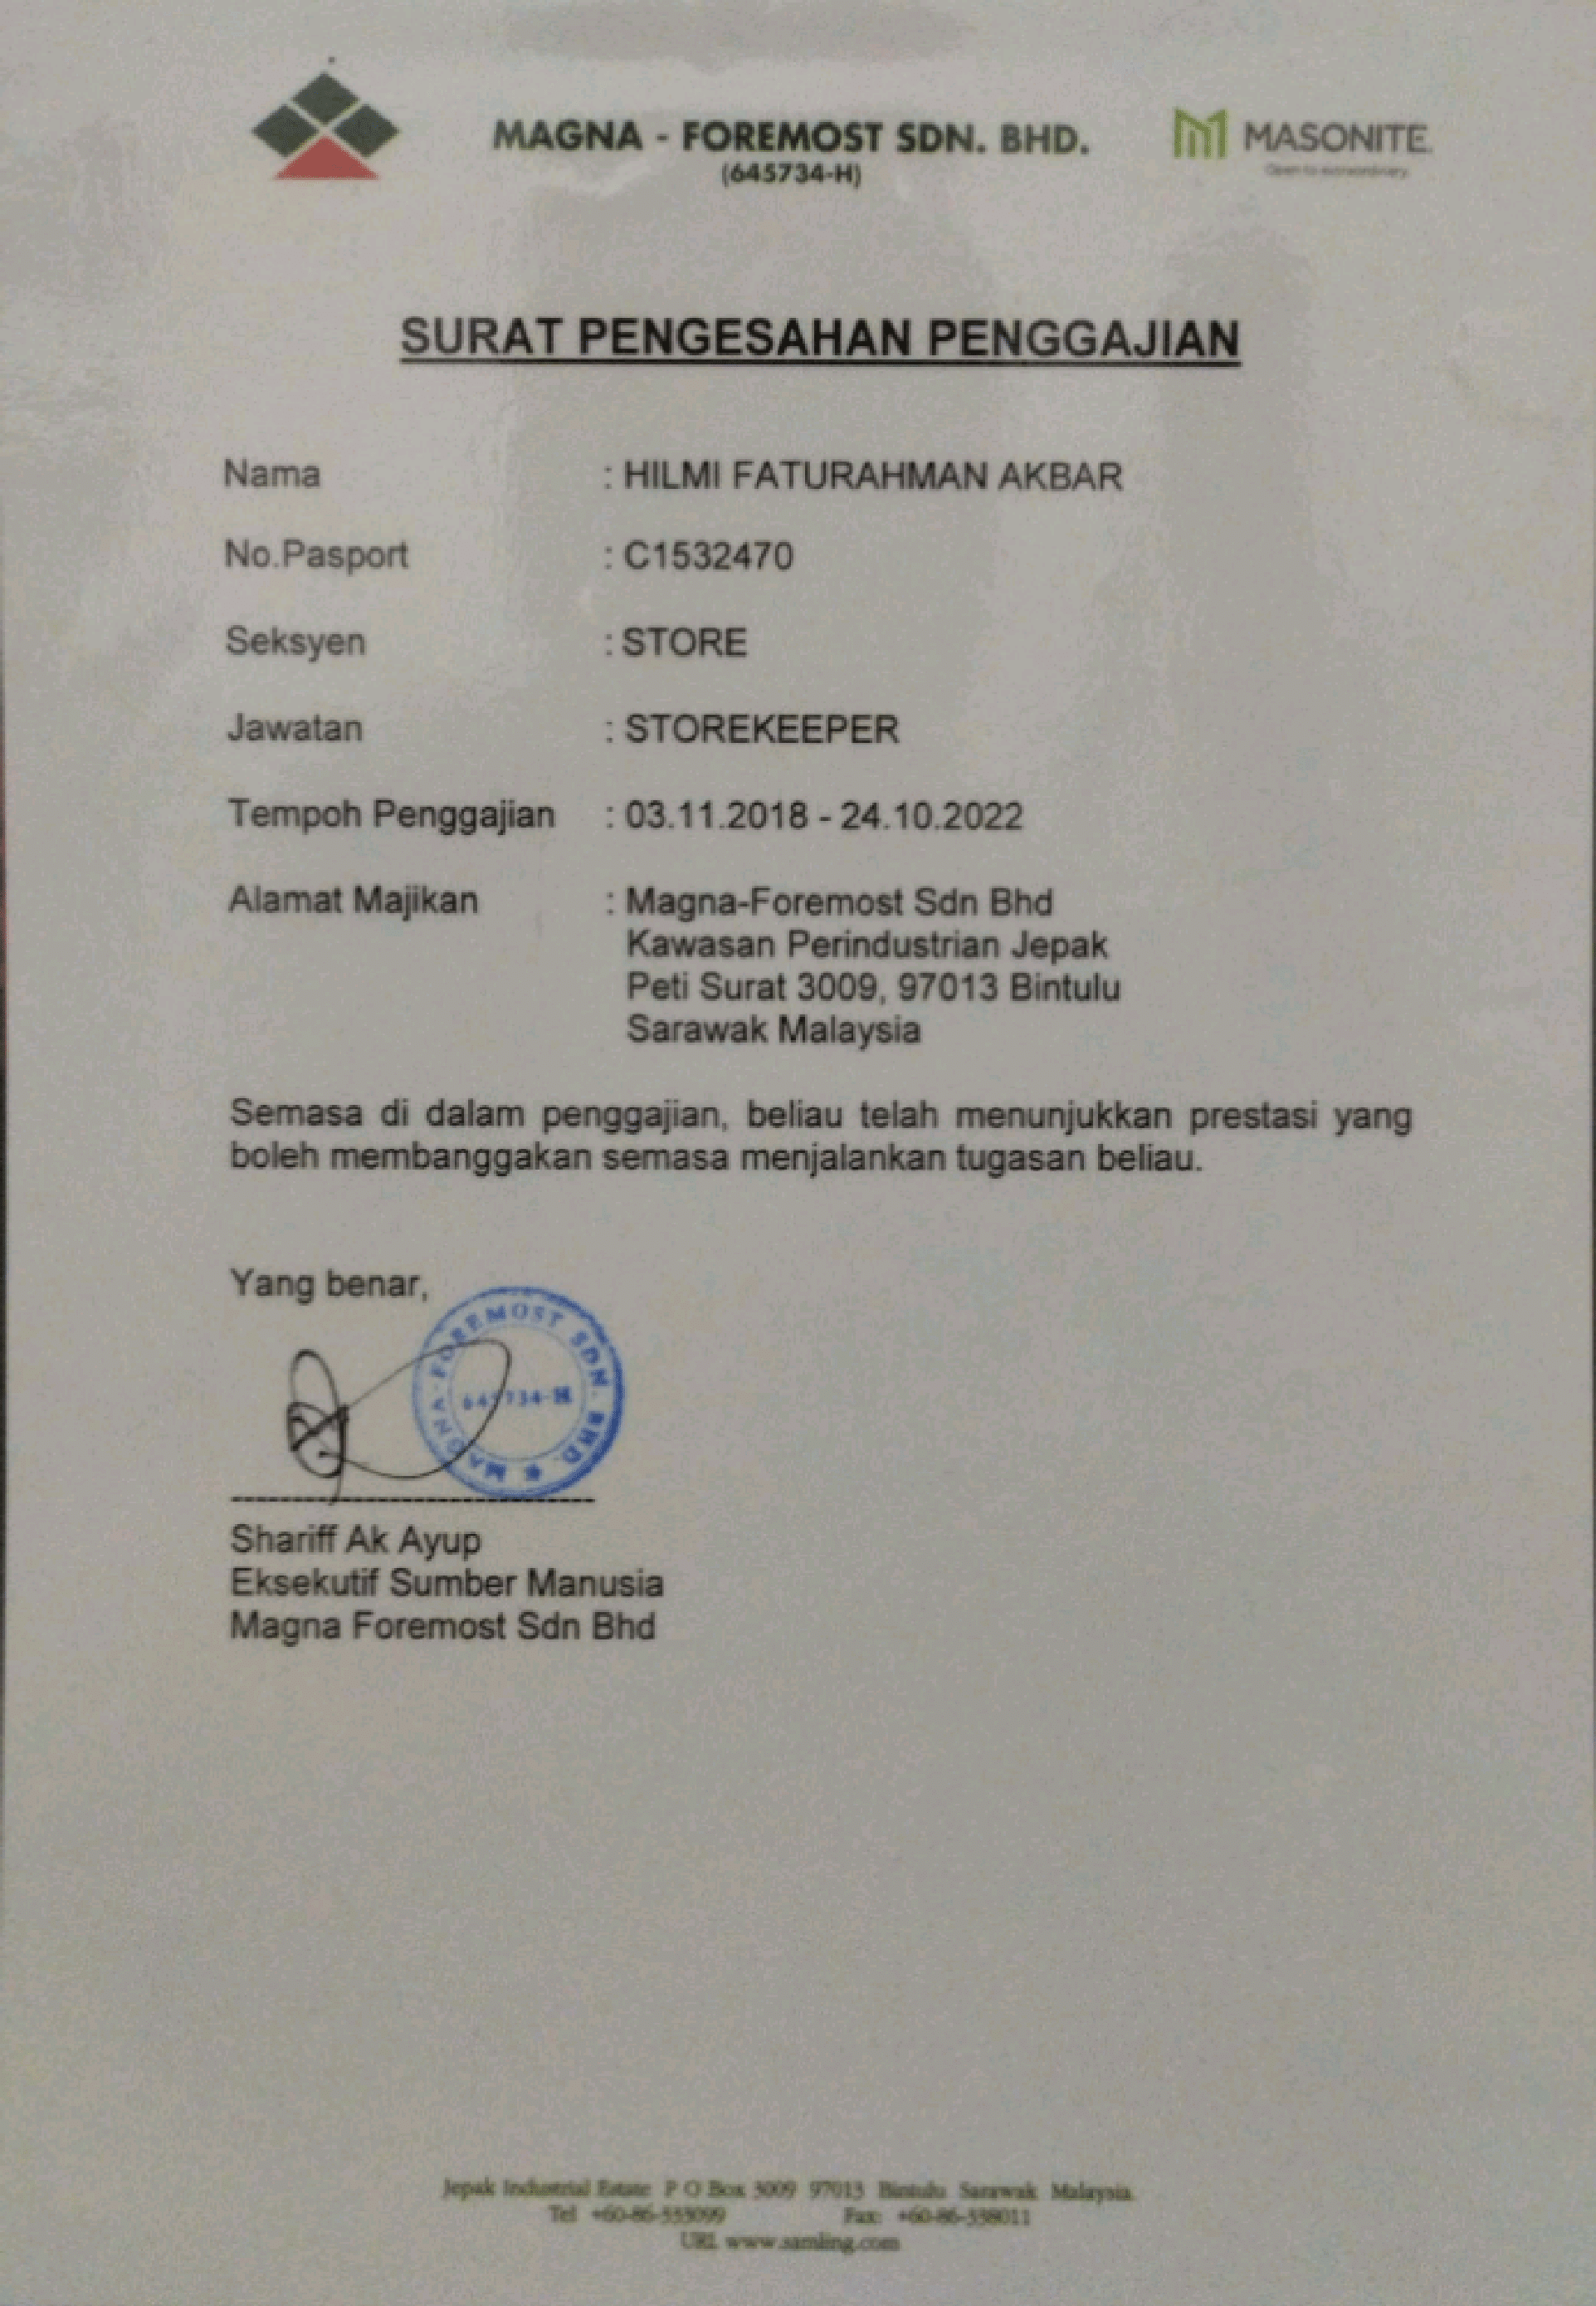 MAGNA - FOREMOST SDN. BHD.
(645734-H)
MASONITE.
Open to extraordinary.
SURAT PENGESAHAN PENGGAJIAN
Nama : HILMI FATURAHMAN AKBAR
No.Pasport : C1532470
Seksyen : STORE
Jawatan : STOREKEEPER
Tempoh Penggajian : 03.11.2018 - 24.10.2022
Alamat Majikan : Magna-Foremost Sdn Bhd
Kawasan Perindustrian Jepak
Peti Surat 3009, 97013 Bintulu
Sarawak Malaysia
Semasa di dalam penggajian, beliau telah menunjukkan prestasi yang
boleh membanggakan semasa menjalankan tugasan beliau.
Yang benar,
MAGNA-FOREMOST SDN. BHD.
645734-H
Shariff Ak Ayup
Eksekutif Sumber Manusia
Magna Foremost Sdn Bhd
Jepak Industrial Estate P O Box 3009 97013 Bintulu Sarawak Malaysia
Tel +60-86-333099 Fax: +60-86-338011
URL www.samling.com